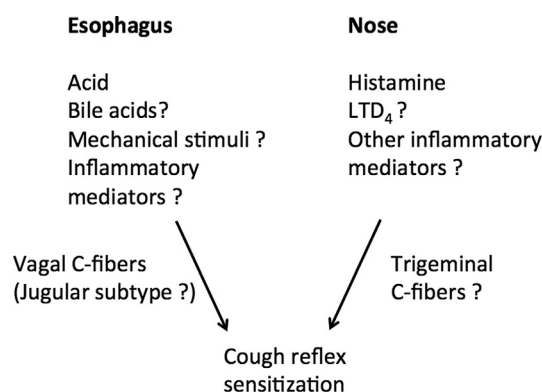 Esophagus
Acid
Bile acids?
Mechanical stimuli ?
Inflammatory
mediators ?
Nose
Histamine
LTD₄ ?
Other inflammatory
mediators ?
Vagal C-fibers
(Jugular subtype ?)
Trigeminal
C-fibers ?
Cough reflex
sensitization